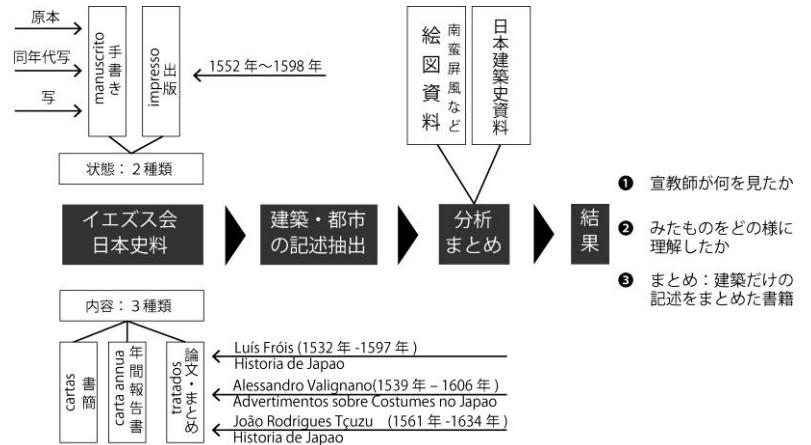 原本
同年代写
写
manuscrito
手書き
impresso
出版
1552 年～1598 年
状態：２種類
絵図資料
南蛮屏風など
日本建築史資料
イエズス会
日本史料
建築・都市
の記述抽出
分析
まとめ
結果
❶ 宣教師が何を見たか
❷ みたものをどの様に
理解したか
❸ まとめ：建築だけの
記述をまとめた書籍
内容：３種類
cartas
書簡
carta annua
年間報告書
tratados
論文・まとめ
Luís Fróis (1532 年 -1597 年 )
Historia de Japao
Alessandro Valignano(1539 年 – 1606 年 )
Advertimentos sobre Costumes no Japao
João Rodrigues Tçuzu (1561 年 -1634 年 )
Historia de Japao